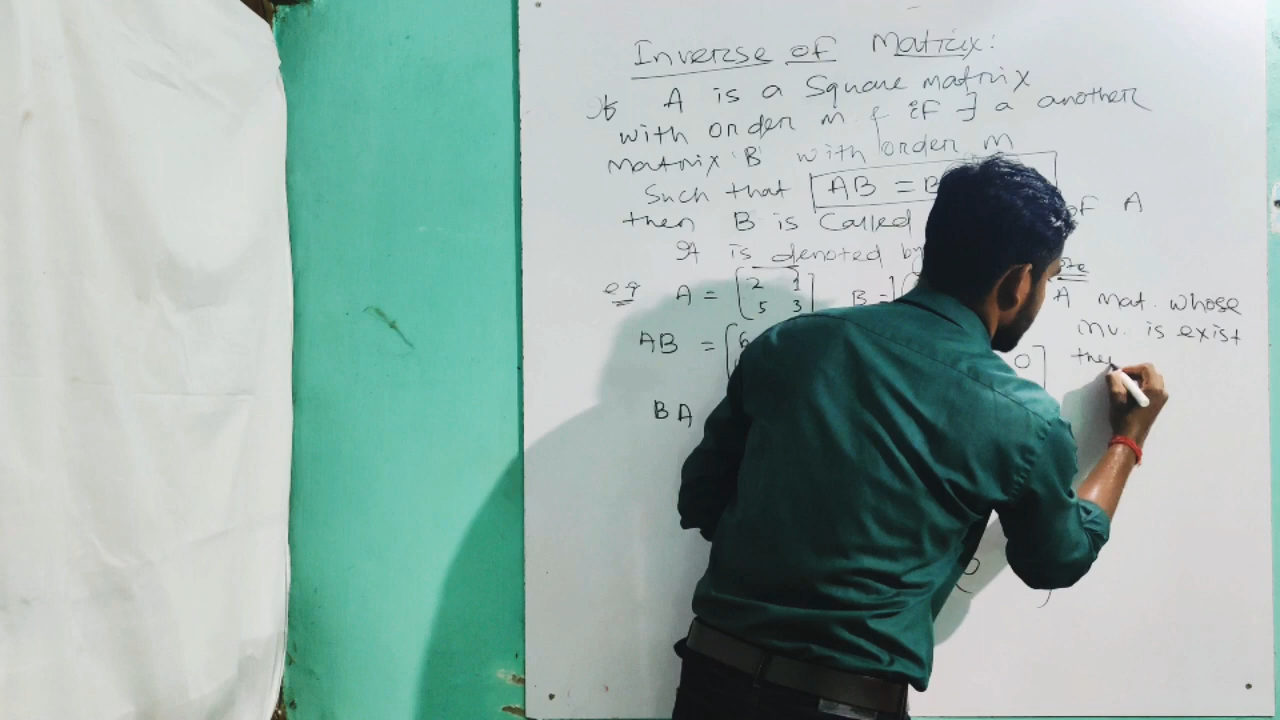 Inverse of Matrix:
If A is a Square matrix
with order m & if ∃ a another
matrix 'B' with order m
Such that AB = B
then B is Called of A
It is denoted by
eg A = [2 1 B = [
5 3]
A mat. whose
AB = [6
inv. is exist
0]
then
BA